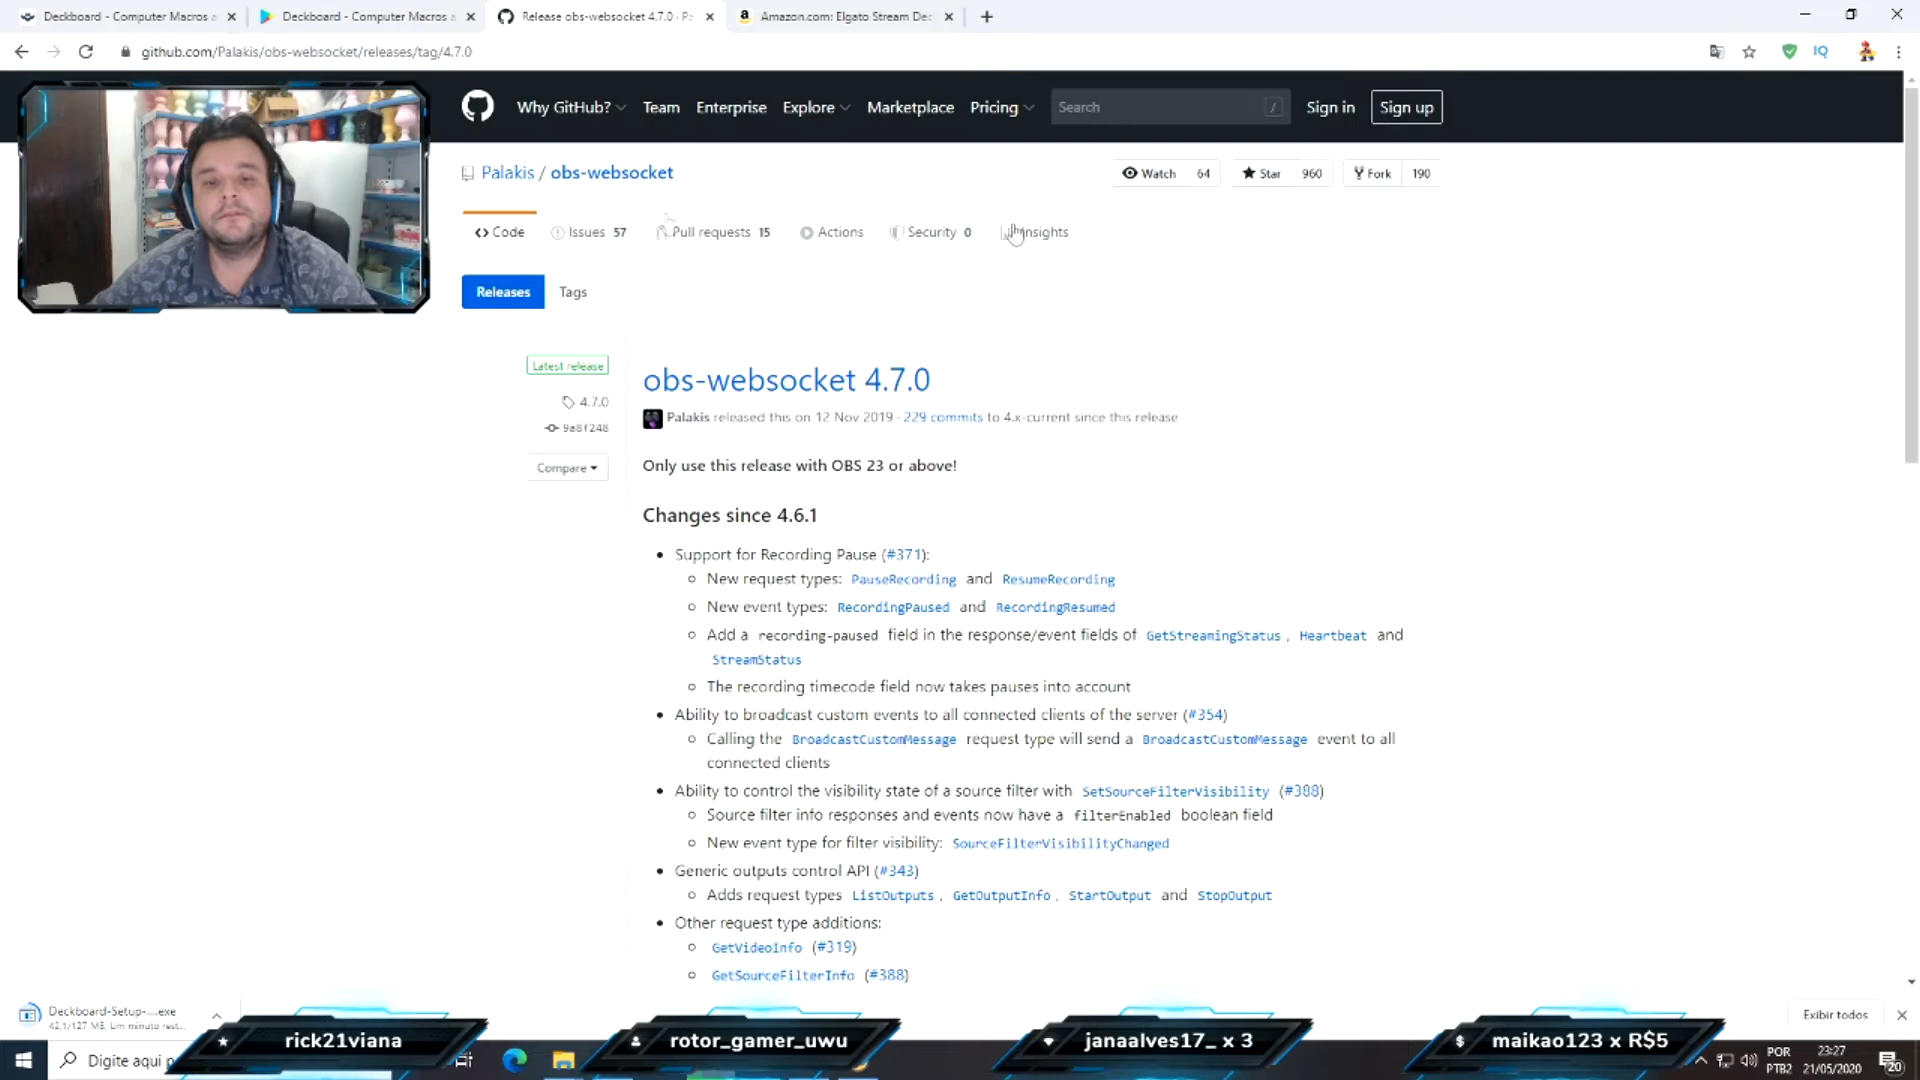 Deckboard - Computer Macros a
Deckboard - Computer Macros a
Release obs-websocket 4.7.0 · Pa
Amazon.com: Elgato Stream Dec
github.com/Palakis/obs-websocket/releases/tag/4.7.0
IQ
Why GitHub?
Team
Enterprise
Explore
Marketplace
Pricing
Search
/
Sign in
Sign up
Palakis / obs-websocket
Watch 64
Star 960
Fork 190
Code
Issues 57
Pull requests 15
Actions
Security 0
Insights
Releases
Tags
Latest release
4.7.0
9a8f248
Compare
obs-websocket 4.7.0
Palakis released this on 12 Nov 2019 · 229 commits to 4.x-current since this release
Only use this release with OBS 23 or above!
Changes since 4.6.1
Support for Recording Pause (#371):
New request types: PauseRecording and ResumeRecording
New event types: RecordingPaused and RecordingResumed
Add a recording-paused field in the response/event fields of GetStreamingStatus, Heartbeat and
StreamStatus
The recording timecode field now takes pauses into account
Ability to broadcast custom events to all connected clients of the server (#354)
Calling the BroadcastCustomMessage request type will send a BroadcastCustomMessage event to all
connected clients
Ability to control the visibility state of a source filter with SetSourceFilterVisibility (#388)
Source filter info responses and events now have a filterEnabled boolean field
New event type for filter visibility: SourceFilterVisibilityChanged
Generic outputs control API (#343)
Adds request types ListOutputs, GetOutputInfo, StartOutput and StopOutput
Other request type additions:
GetVideoInfo (#319)
GetSourceFilterInfo (#388)
Deckboard-Setup-....exe
42,1/127 MB, Um minuto rest...
Exibir todos
rick21viana
rotor_gamer_uwu
janaalves17_ x 3
maikao123 x R$5
Digite aqui p
POR
PTB2
23:27
21/05/2020
20